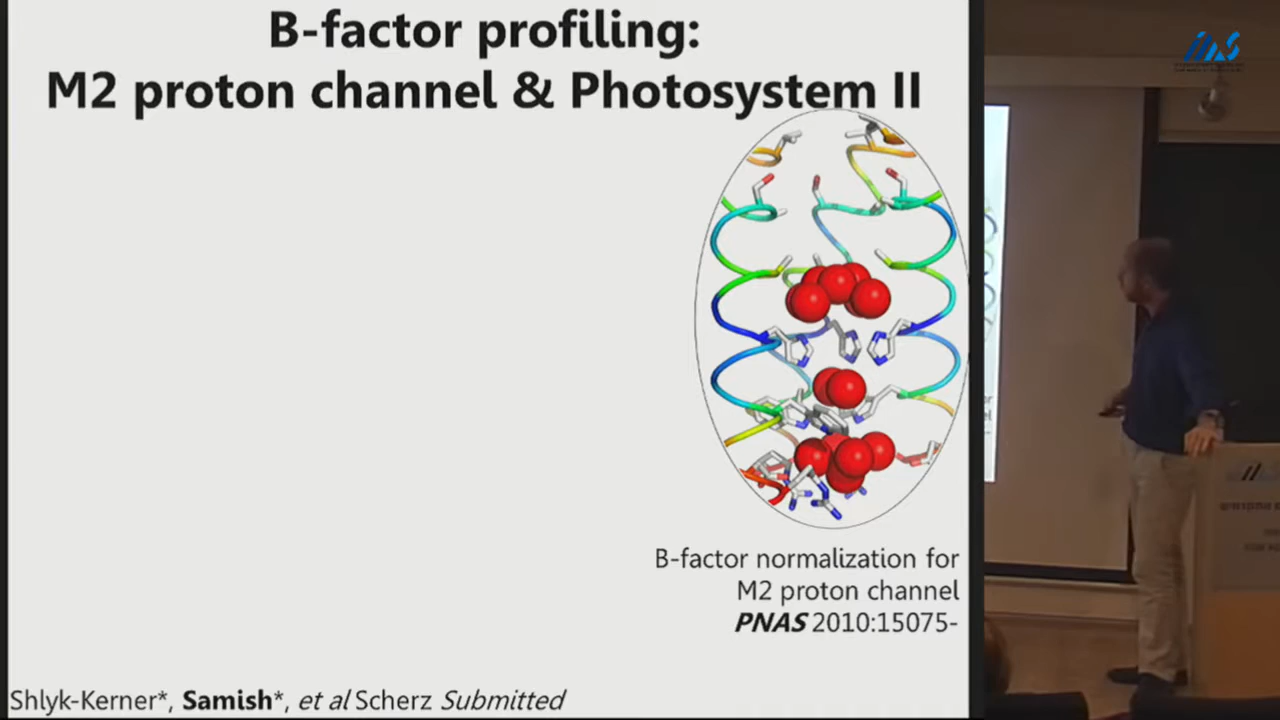 B-factor profiling:
M2 proton channel & Photosystem II
B-factor normalization for
M2 proton channel
PNAS 2010:15075-
Shlyk-Kerner*, Samish*, et al Scherz Submitted